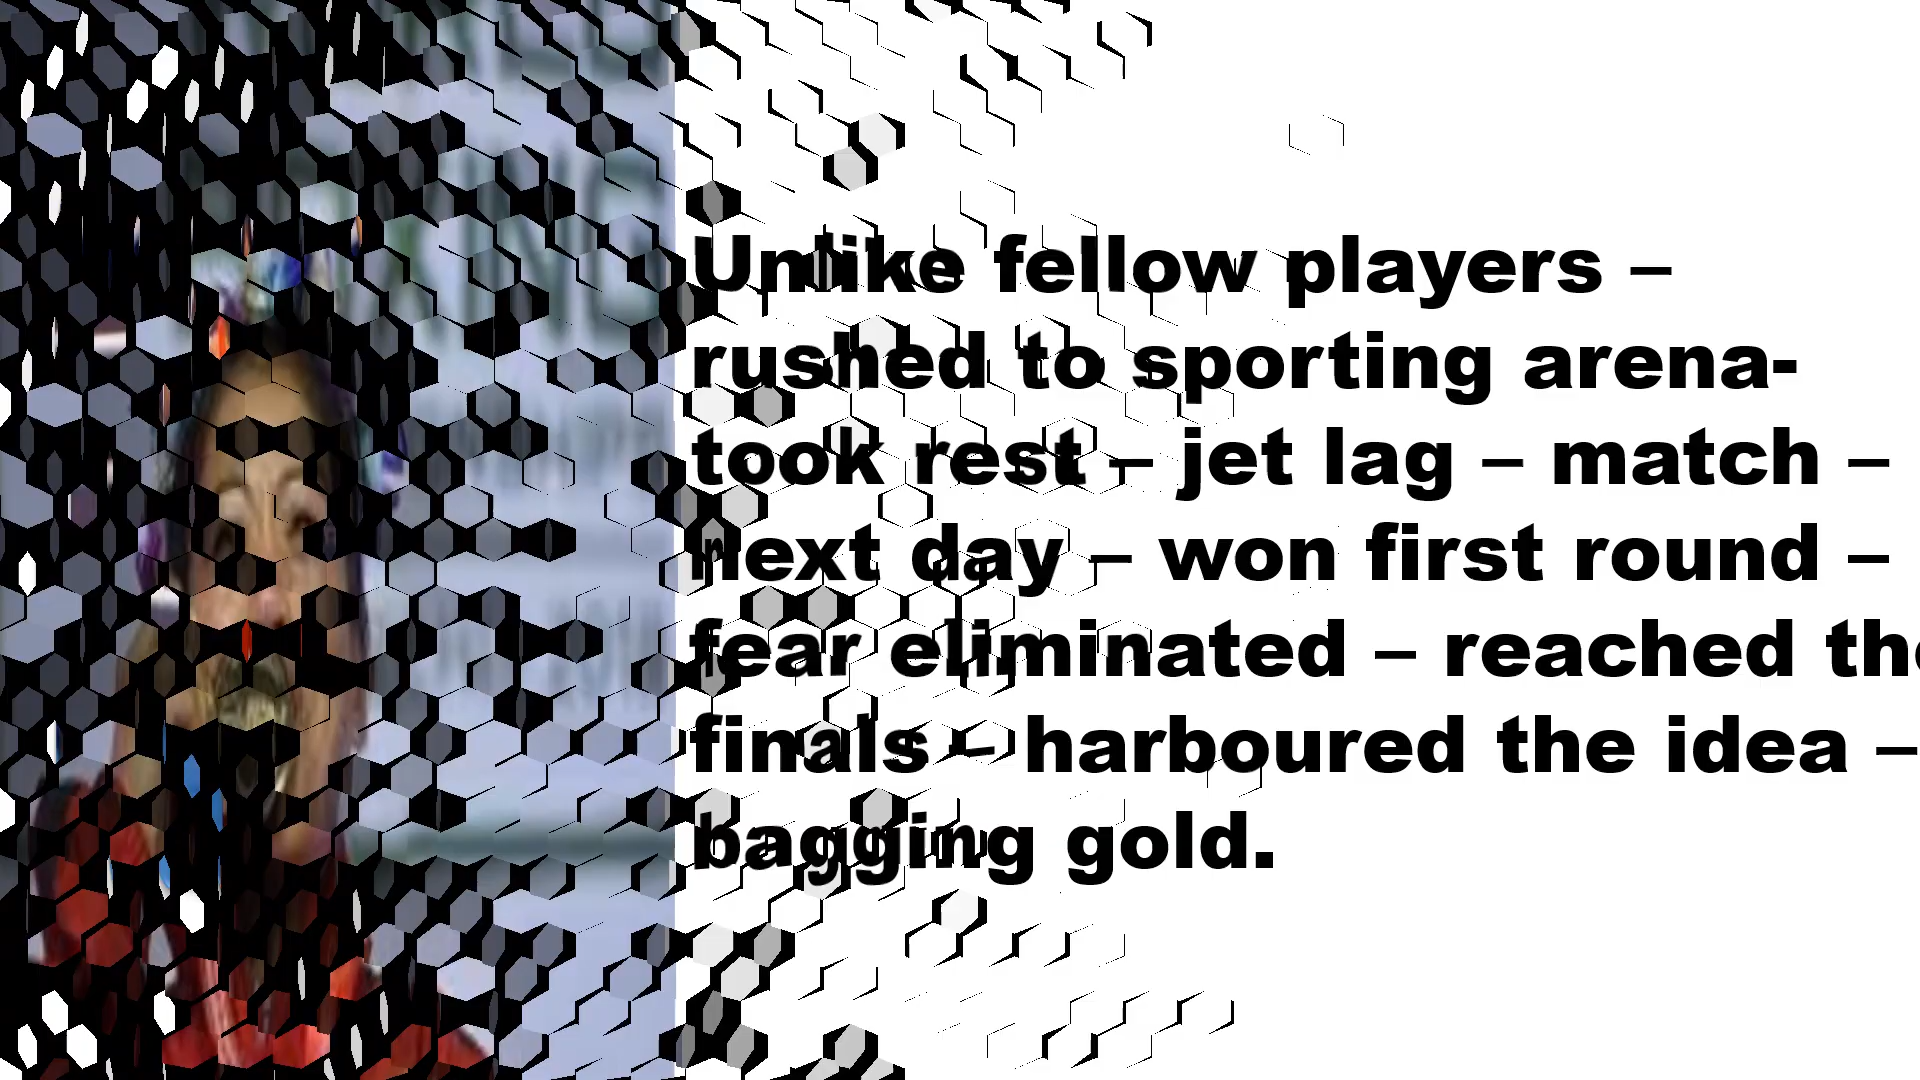 Unlike fellow players –
rushed to sporting arena-
took rest – jet lag – match –
next day – won first round –
fear eliminated – reached the
finals – harboured the idea –
bagging gold.